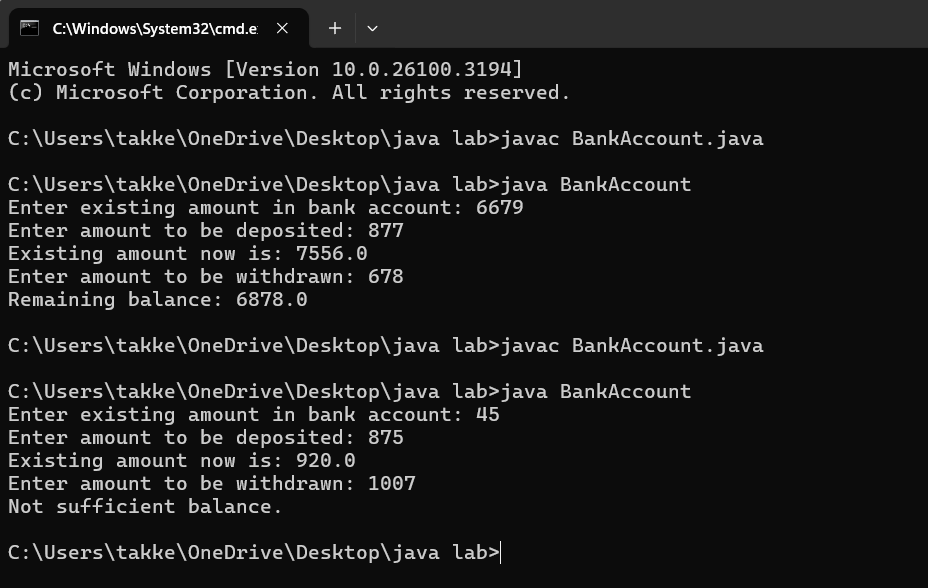 C:\Windows\System32\cmd.e
Microsoft Windows [Version 10.0.26100.3194]
(c) Microsoft Corporation. All rights reserved.
C:\Users\takke\OneDrive\Desktop\java lab>javac BankAccount.java
C:\Users\takke\OneDrive\Desktop\java lab>java BankAccount
Enter existing amount in bank account: 6679
Enter amount to be deposited: 877
Existing amount now is: 7556.0
Enter amount to be withdrawn: 678
Remaining balance: 6878.0
C:\Users\takke\OneDrive\Desktop\java lab>javac BankAccount.java
C:\Users\takke\OneDrive\Desktop\java lab>java BankAccount
Enter existing amount in bank account: 45
Enter amount to be deposited: 875
Existing amount now is: 920.0
Enter amount to be withdrawn: 1007
Not sufficient balance.
C:\Users\takke\OneDrive\Desktop\java lab>